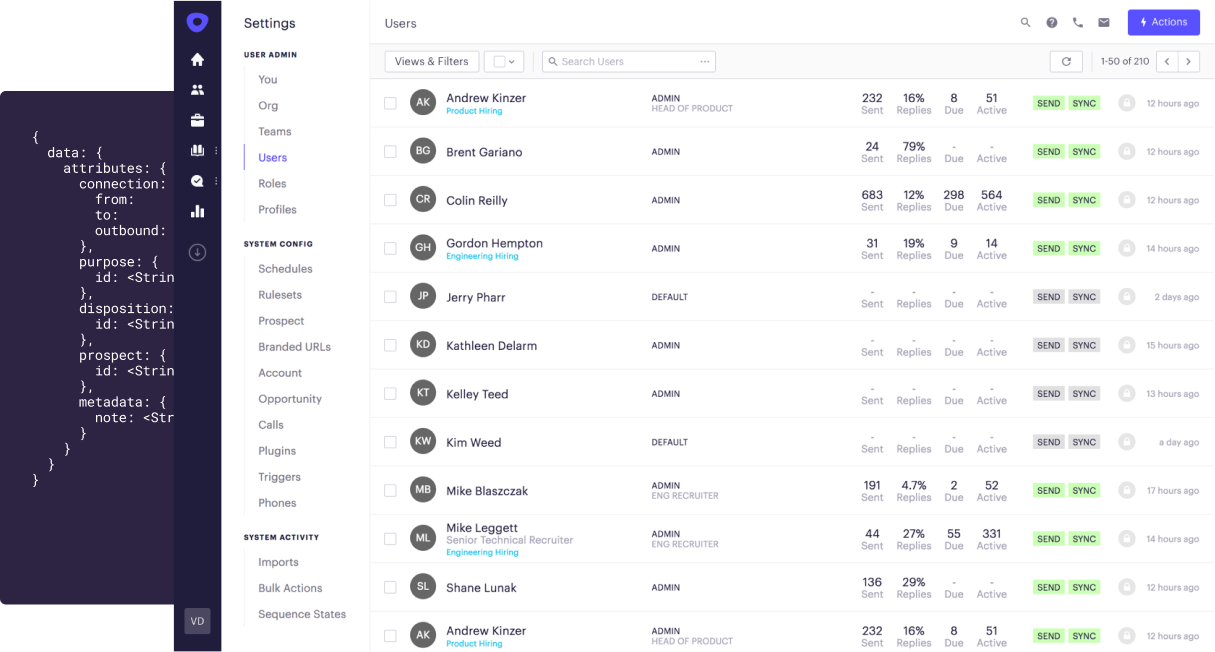 {
data: {
attributes: {
connection:
from:
to:
outbound:
},
purpose: {
id: <Strin
},
disposition:
id: <Strin
},
prospect: {
id: <Strin
},
metadata: {
note: <Str
}
}
}
}
VD
Settings
USER ADMIN
You
Org
Teams
Users
Roles
Profiles
SYSTEM CONFIG
Schedules
Rulesets
Prospect
Branded URLs
Account
Opportunity
Calls
Plugins
Triggers
Phones
SYSTEM ACTIVITY
Imports
Bulk Actions
Sequence States
Users
Actions
Views & Filters
Search Users
1-50 of 210
AK Andrew Kinzer ADMIN 232 16% 8 51 SEND SYNC 12 hours ago
Product Hiring HEAD OF PRODUCT Sent Replies Due Active
BG Brent Gariano ADMIN 24 79% - - SEND SYNC 12 hours ago
Sent Replies Due Active
CR Colin Reilly ADMIN 683 12% 298 564 SEND SYNC 12 hours ago
Sent Replies Due Active
GH Gordon Hempton ADMIN 31 19% 9 14 SEND SYNC 14 hours ago
Engineering Hiring Sent Replies Due Active
JP Jerry Pharr DEFAULT - - - - SEND SYNC 2 days ago
Sent Replies Due Active
KD Kathleen Delarm ADMIN - - - - SEND SYNC 15 hours ago
Sent Replies Due Active
KT Kelley Teed ADMIN - - - - SEND SYNC 13 hours ago
Sent Replies Due Active
KW Kim Weed DEFAULT - - - - SEND SYNC a day ago
Sent Replies Due Active
MB Mike Blaszczak ADMIN 191 4.7% 2 52 SEND SYNC 17 hours ago
ENG RECRUITER Sent Replies Due Active
ML Mike Leggett ADMIN 44 27% 55 331 SEND SYNC 14 hours ago
Senior Technical Recruiter ENG RECRUITER Sent Replies Due Active
Engineering Hiring
SL Shane Lunak ADMIN 136 29% - - SEND SYNC 12 hours ago
Sent Replies Due Active
AK Andrew Kinzer ADMIN 232 16% 8 51 SEND SYNC 12 hours ago
Product Hiring HEAD OF PRODUCT Sent Replies Due Active